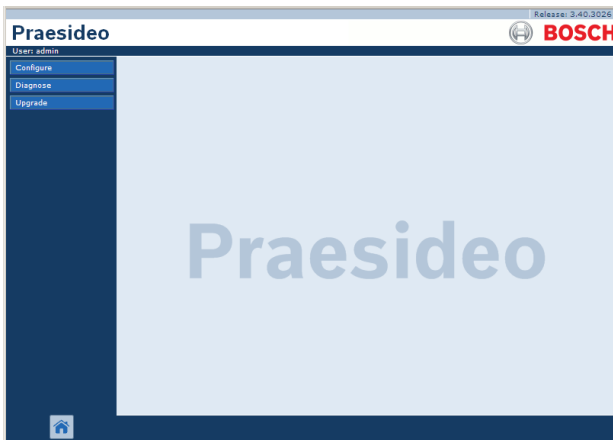 Release: 3.40.3026
Praesideo
BOSCH
User: admin
Configure
Diagnose
Upgrade
Praesideo